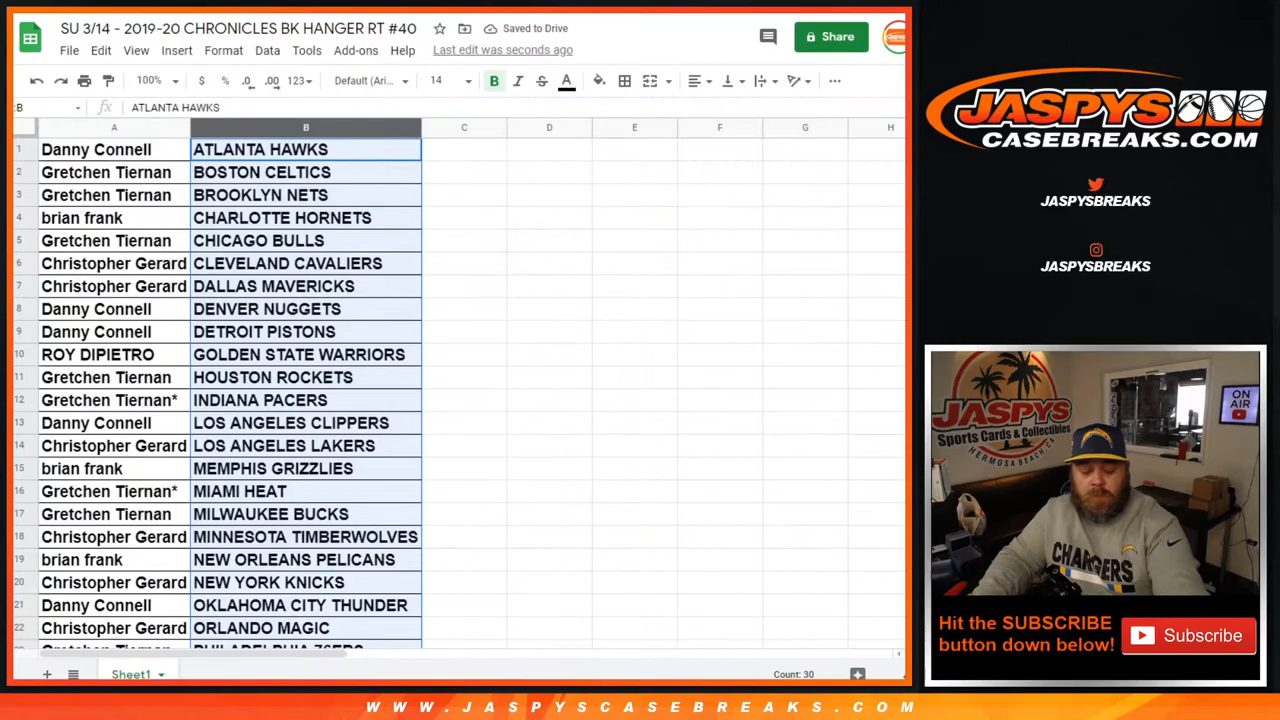 SU 3/14 - 2019-20 CHRONICLES BK HANGER RT #40
Saved to Drive
File Edit View Insert Format Data Tools Add-ons Help
Last edit was seconds ago
Share
100% $ % .0 .00 123 Default (Ari... 14 B I S A
:B fx ATLANTA HAWKS
A B C D E F G H
1 Danny Connell ATLANTA HAWKS
2 Gretchen Tiernan BOSTON CELTICS
3 Gretchen Tiernan BROOKLYN NETS
4 brian frank CHARLOTTE HORNETS
5 Gretchen Tiernan CHICAGO BULLS
6 Christopher Gerard CLEVELAND CAVALIERS
7 Christopher Gerard DALLAS MAVERICKS
8 Danny Connell DENVER NUGGETS
9 Danny Connell DETROIT PISTONS
10 ROY DIPIETRO GOLDEN STATE WARRIORS
11 Gretchen Tiernan HOUSTON ROCKETS
12 Gretchen Tiernan* INDIANA PACERS
13 Danny Connell LOS ANGELES CLIPPERS
14 Christopher Gerard LOS ANGELES LAKERS
15 brian frank MEMPHIS GRIZZLIES
16 Gretchen Tiernan* MIAMI HEAT
17 Gretchen Tiernan MILWAUKEE BUCKS
18 Christopher Gerard MINNESOTA TIMBERWOLVES
19 brian frank NEW ORLEANS PELICANS
20 Christopher Gerard NEW YORK KNICKS
21 Danny Connell OKLAHOMA CITY THUNDER
22 Christopher Gerard ORLANDO MAGIC
Gretchen Tiernan PHILADELPHIA 76ERS
Sheet1
Count: 30
JASPYS
CASEBREAKS.COM
JASPYSBREAKS
JASPYSBREAKS
JASPYS
Sports Cards & Collectibles
HERMOSA BEACH, CA
ON AIR
CHARGERS
Hit the SUBSCRIBE
button down below!
Subscribe
WWW.JASPYSCASEBREAKS.COM